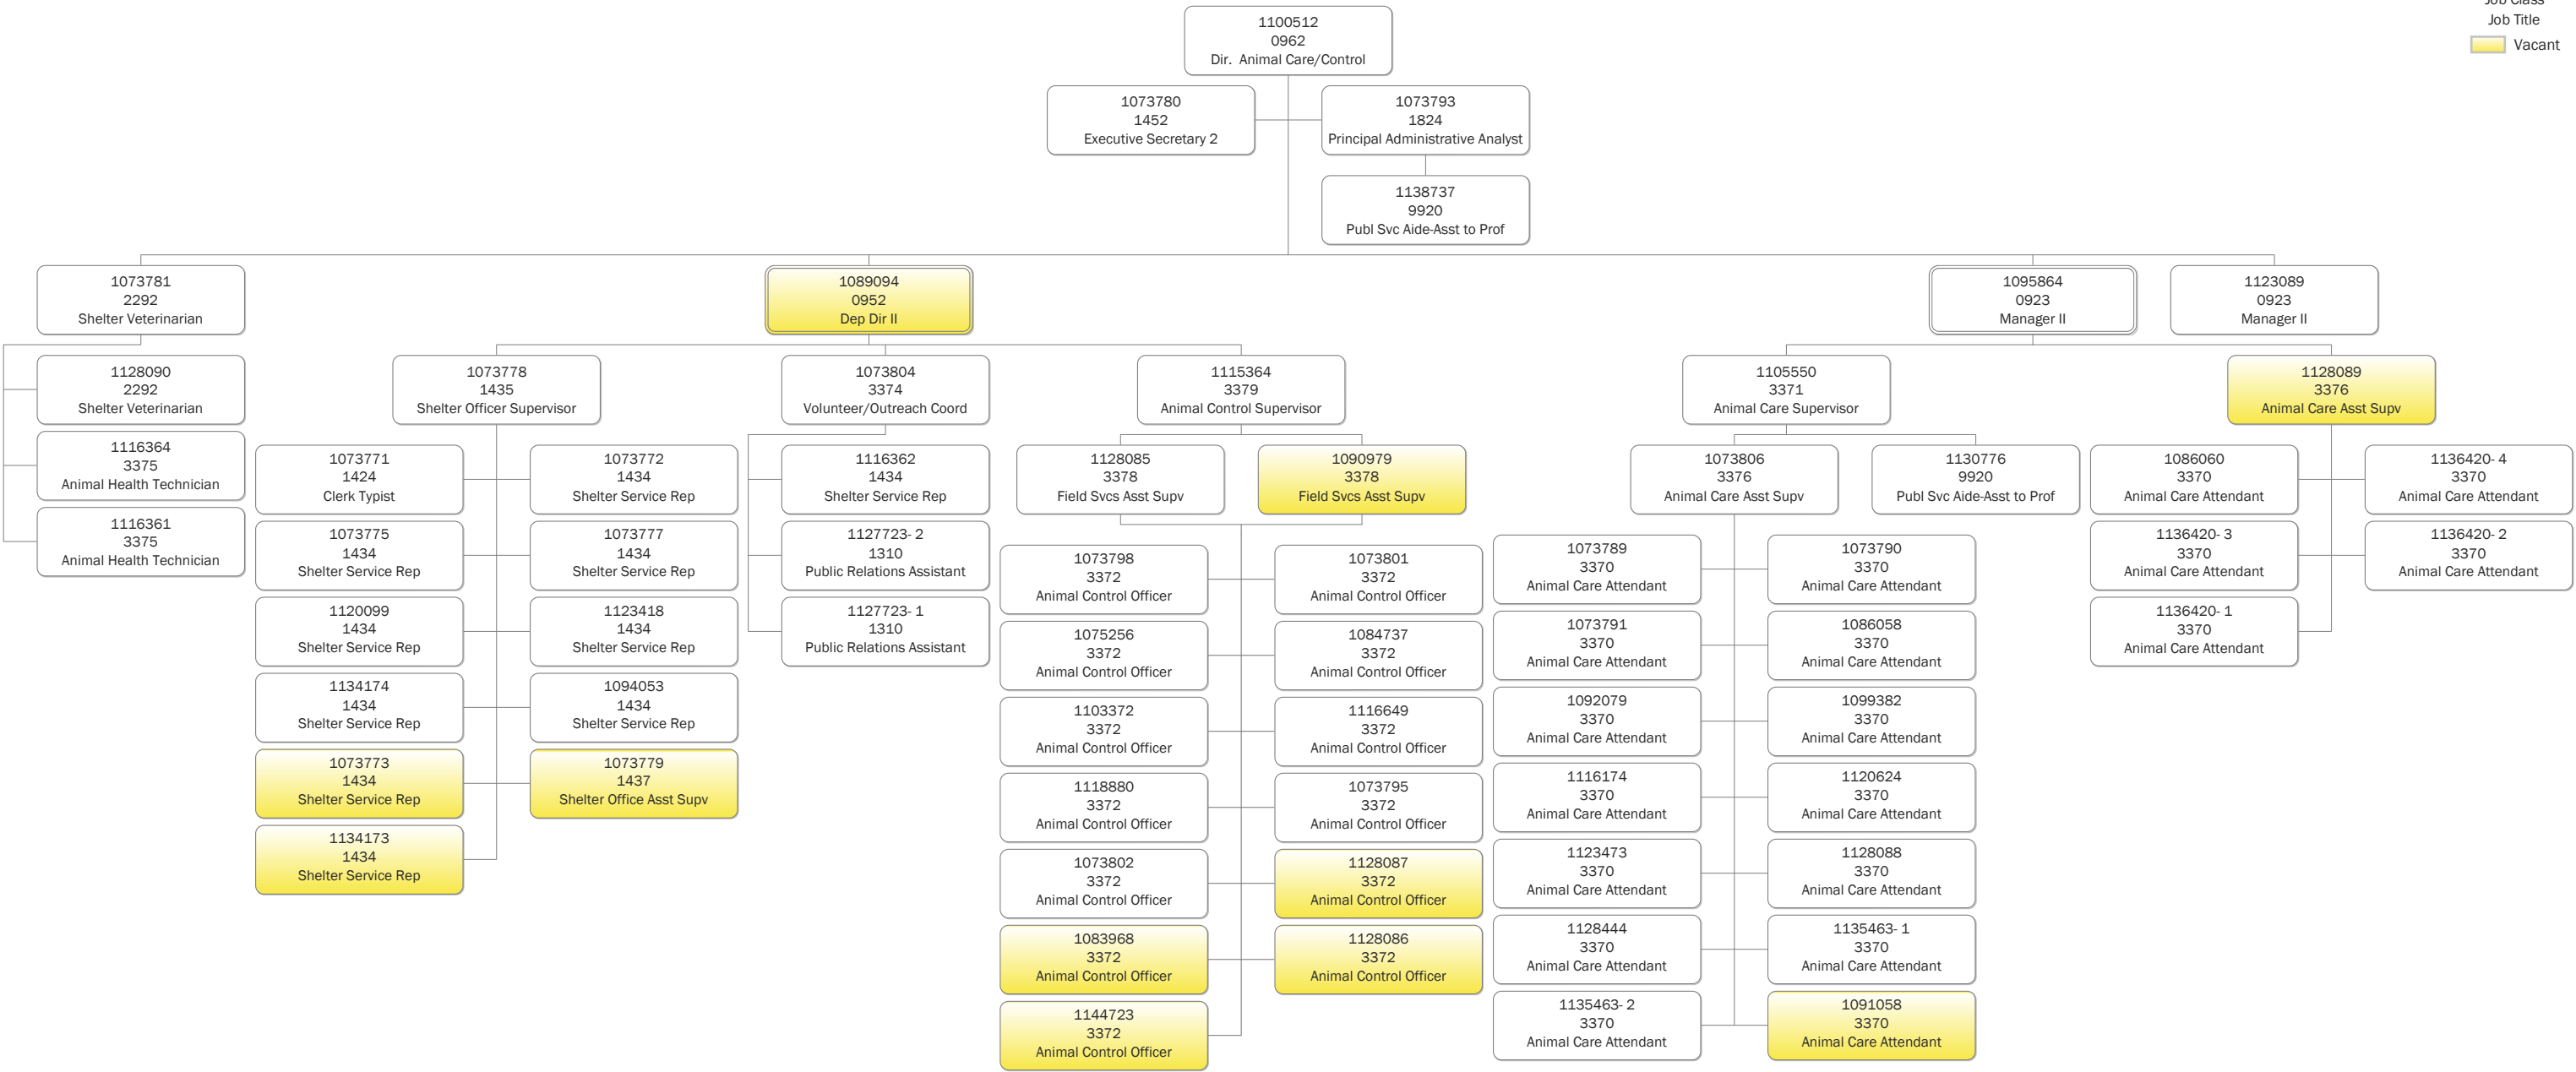 Job Class
Job Title
Vacant
1100512
0962
Dir.  Animal Care/Control
1073780
1452
Executive Secretary 2
1073793
1824
Principal Administrative Analyst
1138737
9920
Publ Svc Aide-Asst to Prof
1073781
2292
Shelter Veterinarian
1089094
0952
Dep Dir II
1095864
0923
Manager II
1123089
0923
Manager II
1128090
2292
Shelter Veterinarian
1116364
3375
Animal Health Technician
1116361
3375
Animal Health Technician
1073778
1435
Shelter Officer Supervisor
1073771
1424
Clerk Typist
1073772
1434
Shelter Service Rep
1073775
1434
Shelter Service Rep
1073777
1434
Shelter Service Rep
1120099
1434
Shelter Service Rep
1123418
1434
Shelter Service Rep
1134174
1434
Shelter Service Rep
1094053
1434
Shelter Service Rep
1073773
1434
Shelter Service Rep
1073779
1437
Shelter Office Asst Supv
1134173
1434
Shelter Service Rep
1073804
3374
Volunteer/Outreach Coord
1116362
1434
Shelter Service Rep
1127723- 2
1310
Public Relations Assistant
1127723- 1
1310
Public Relations Assistant
1115364
3379
Animal Control Supervisor
1128085
3378
Field Svcs Asst Supv
1090979
3378
Field Svcs Asst Supv
1073798
3372
Animal Control Officer
1073801
3372
Animal Control Officer
1075256
3372
Animal Control Officer
1084737
3372
Animal Control Officer
1103372
3372
Animal Control Officer
1116649
3372
Animal Control Officer
1118880
3372
Animal Control Officer
1073795
3372
Animal Control Officer
1073802
3372
Animal Control Officer
1128087
3372
Animal Control Officer
1083968
3372
Animal Control Officer
1128086
3372
Animal Control Officer
1144723
3372
Animal Control Officer
1105550
3371
Animal Care Supervisor
1073806
3376
Animal Care Asst Supv
1130776
9920
Publ Svc Aide-Asst to Prof
1073789
3370
Animal Care Attendant
1073790
3370
Animal Care Attendant
1073791
3370
Animal Care Attendant
1086058
3370
Animal Care Attendant
1092079
3370
Animal Care Attendant
1099382
3370
Animal Care Attendant
1116174
3370
Animal Care Attendant
1120624
3370
Animal Care Attendant
1123473
3370
Animal Care Attendant
1128088
3370
Animal Care Attendant
1128444
3370
Animal Care Attendant
1135463- 1
3370
Animal Care Attendant
1135463- 2
3370
Animal Care Attendant
1091058
3370
Animal Care Attendant
1128089
3376
Animal Care Asst Supv
1086060
3370
Animal Care Attendant
1136420- 4
3370
Animal Care Attendant
1136420- 3
3370
Animal Care Attendant
1136420- 2
3370
Animal Care Attendant
1136420- 1
3370
Animal Care Attendant